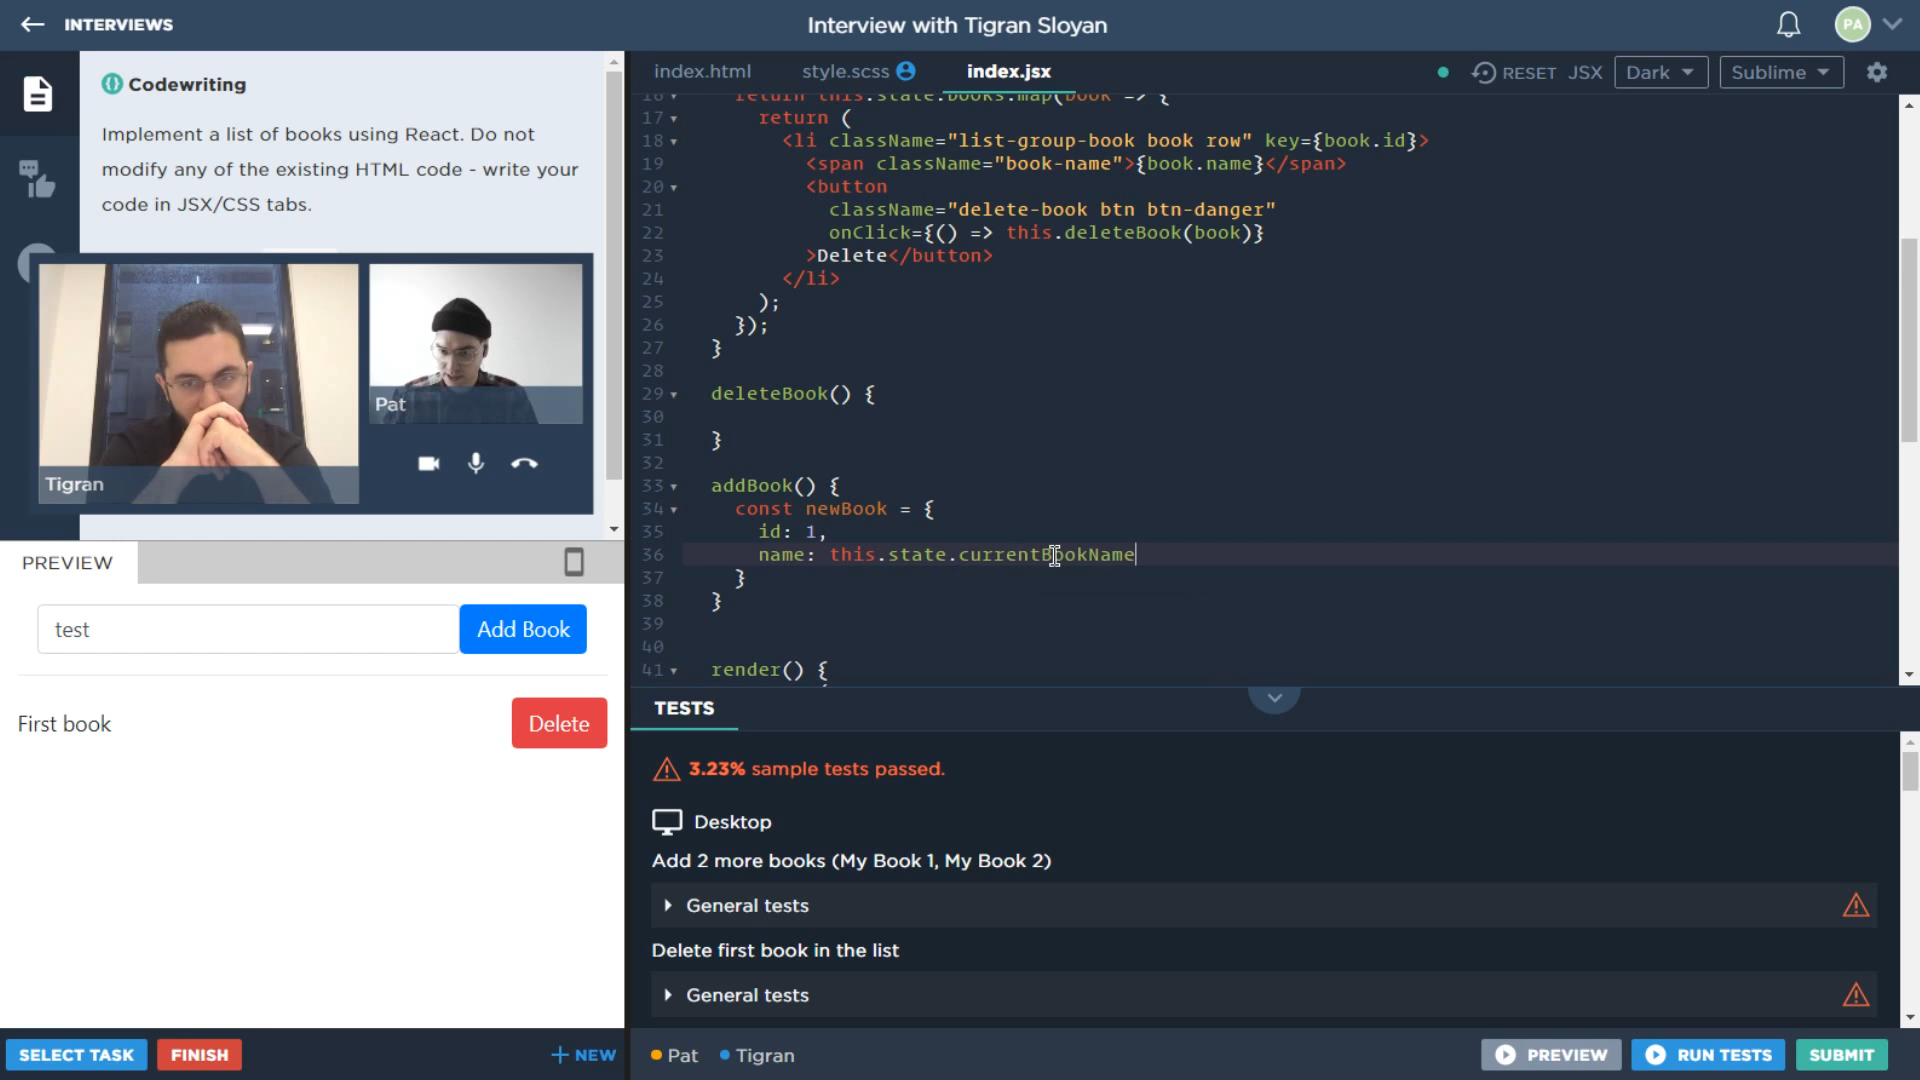 INTERVIEWS
Interview with Tigran Sloyan
PA
Codewriting
Implement a list of books using React. Do not
modify any of the existing HTML code - write your
code in JSX/CSS tabs.
Tigran
Pat
PREVIEW
test
Add Book
First book
Delete
SELECT TASK
FINISH
+ NEW
index.html
style.scss
index.jsx
RESET
JSX
Dark
Sublime
16 return this.state.books.map(book => {
17 return (
18 <li className="list-group-book book row" key={book.id}>
19 <span className="book-name">{book.name}</span>
20 <button
21 className="delete-book btn btn-danger"
22 onClick={() => this.deleteBook(book)}
23 >Delete</button>
24 </li>
25 );
26 });
27 }
28
29 deleteBook() {
30
31 }
32
33 addBook() {
34 const newBook = {
35 id: 1,
36 name: this.state.currentBookName
37 }
38 }
39
40
41 render() {
TESTS
3.23% sample tests passed.
Desktop
Add 2 more books (My Book 1, My Book 2)
General tests
Delete first book in the list
General tests
Pat
Tigran
PREVIEW
RUN TESTS
SUBMIT